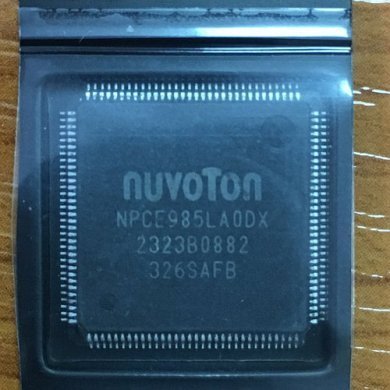 nuvoTon
NPCE985LA0DX
2323B0882
326SAFB